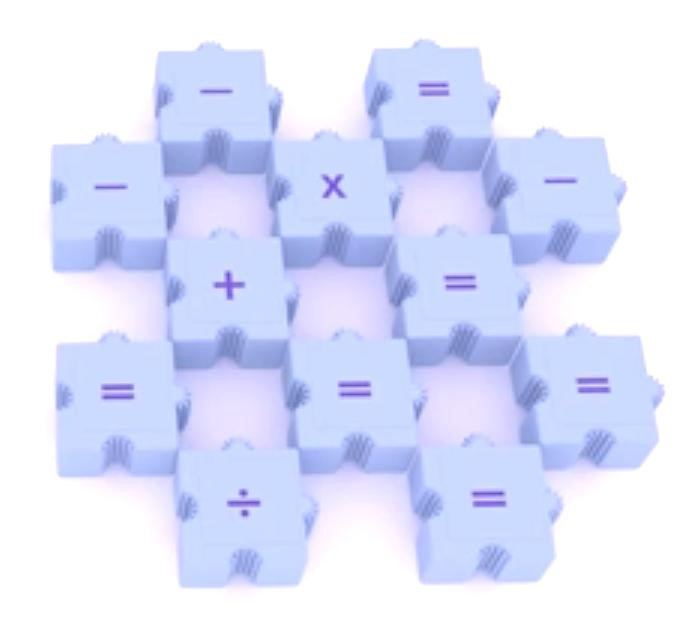 − =
− x −
+ =
= = =
÷ =